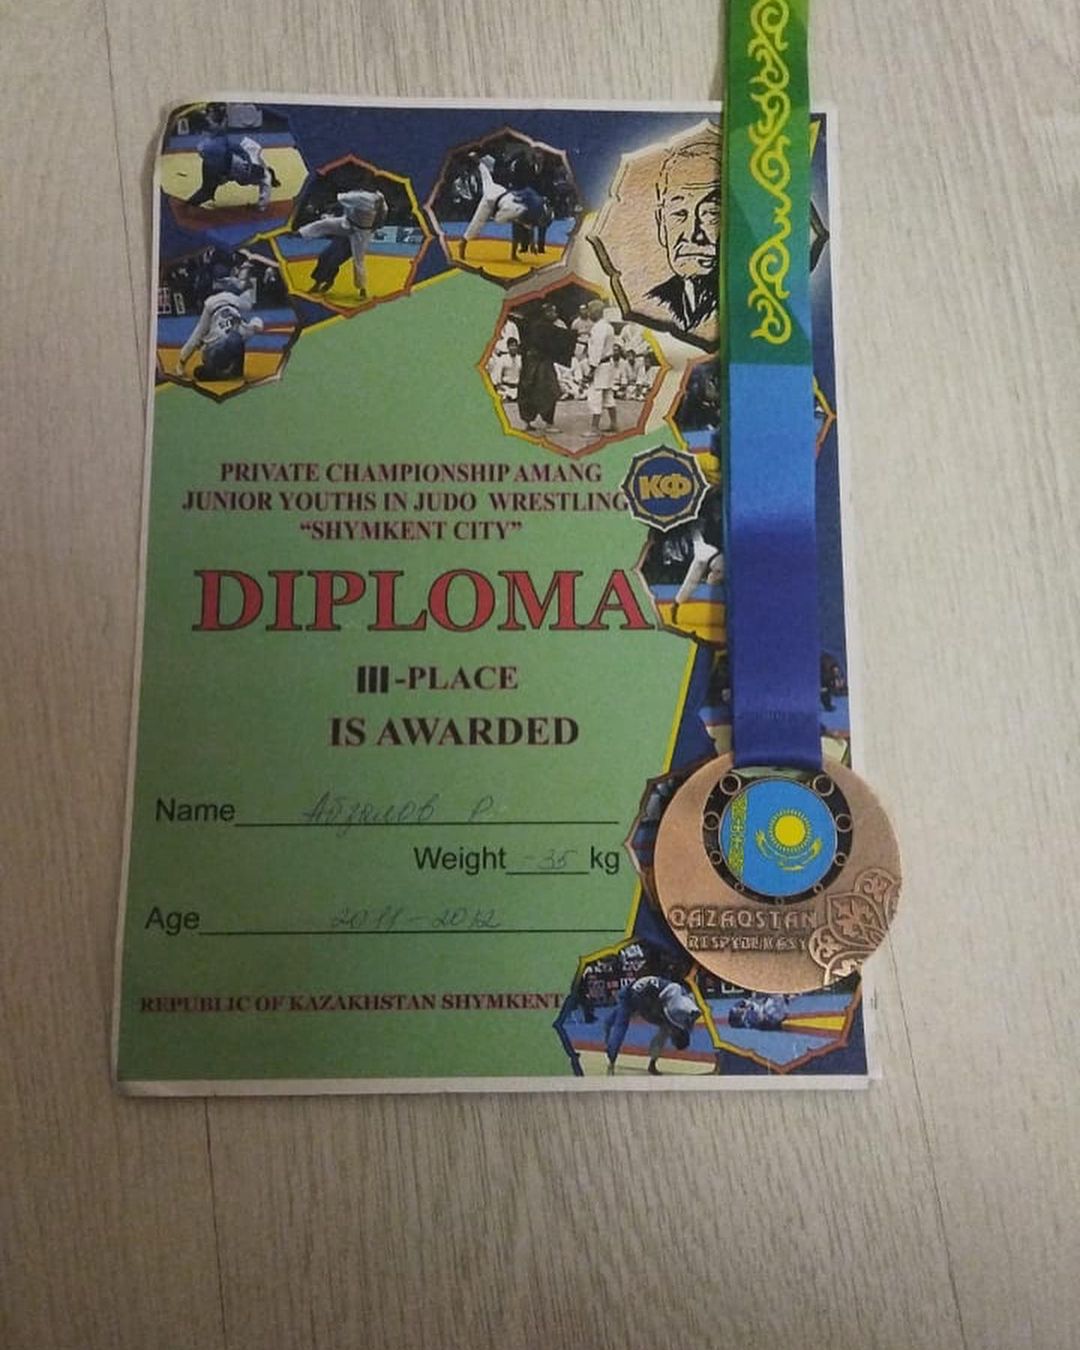 PRIVATE CHAMPIONSHIP AMANG
JUNIOR YOUTHS IN JUDO WRESTLING
“SHYMKENT CITY”
КФ
DIPLOMA
III-PLACE
IS AWARDED
Name Абзалов Р.
Weight -35 kg
Age 2011-2012
REPUBLIC OF KAZAKHSTAN SHYMKENT
QAZAQSTAN
RESPYBLIKASY